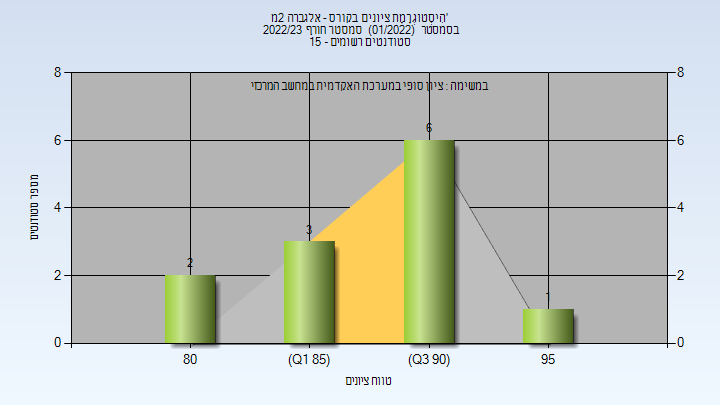 היסטוגרמת ציונים בקורס - אלגברה 2מ'
בסמסטר (01/2022) סמסטר חורף 2022/23
סטודנטים רשומים - 15
במשימה : ציון סופי במערכת האקדמית במחשב המרכזי
8 8
6 6
4 4
2 2
0 0
2
3
6
1
מספר סטודנטים
80 (Q1 85) (Q3 90) 95
טווח ציונים